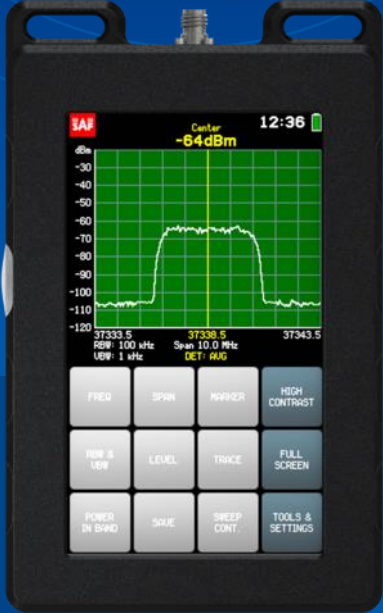 SAF
12:36
Center
-64dBm
dBm
-30
-40
-50
-60
-70
-80
-90
-100
-110
-120
37333.5 37338.5 37343.5
RBW: 100 kHz Span 10.0 MHz
VBW: 1 kHz DET: AVG
FREQ SPAN MARKER HIGH CONTRAST
RBW & VBW LEVEL TRACE FULL SCREEN
POWER IN BAND SAVE SWEEP CONT. TOOLS & SETTINGS